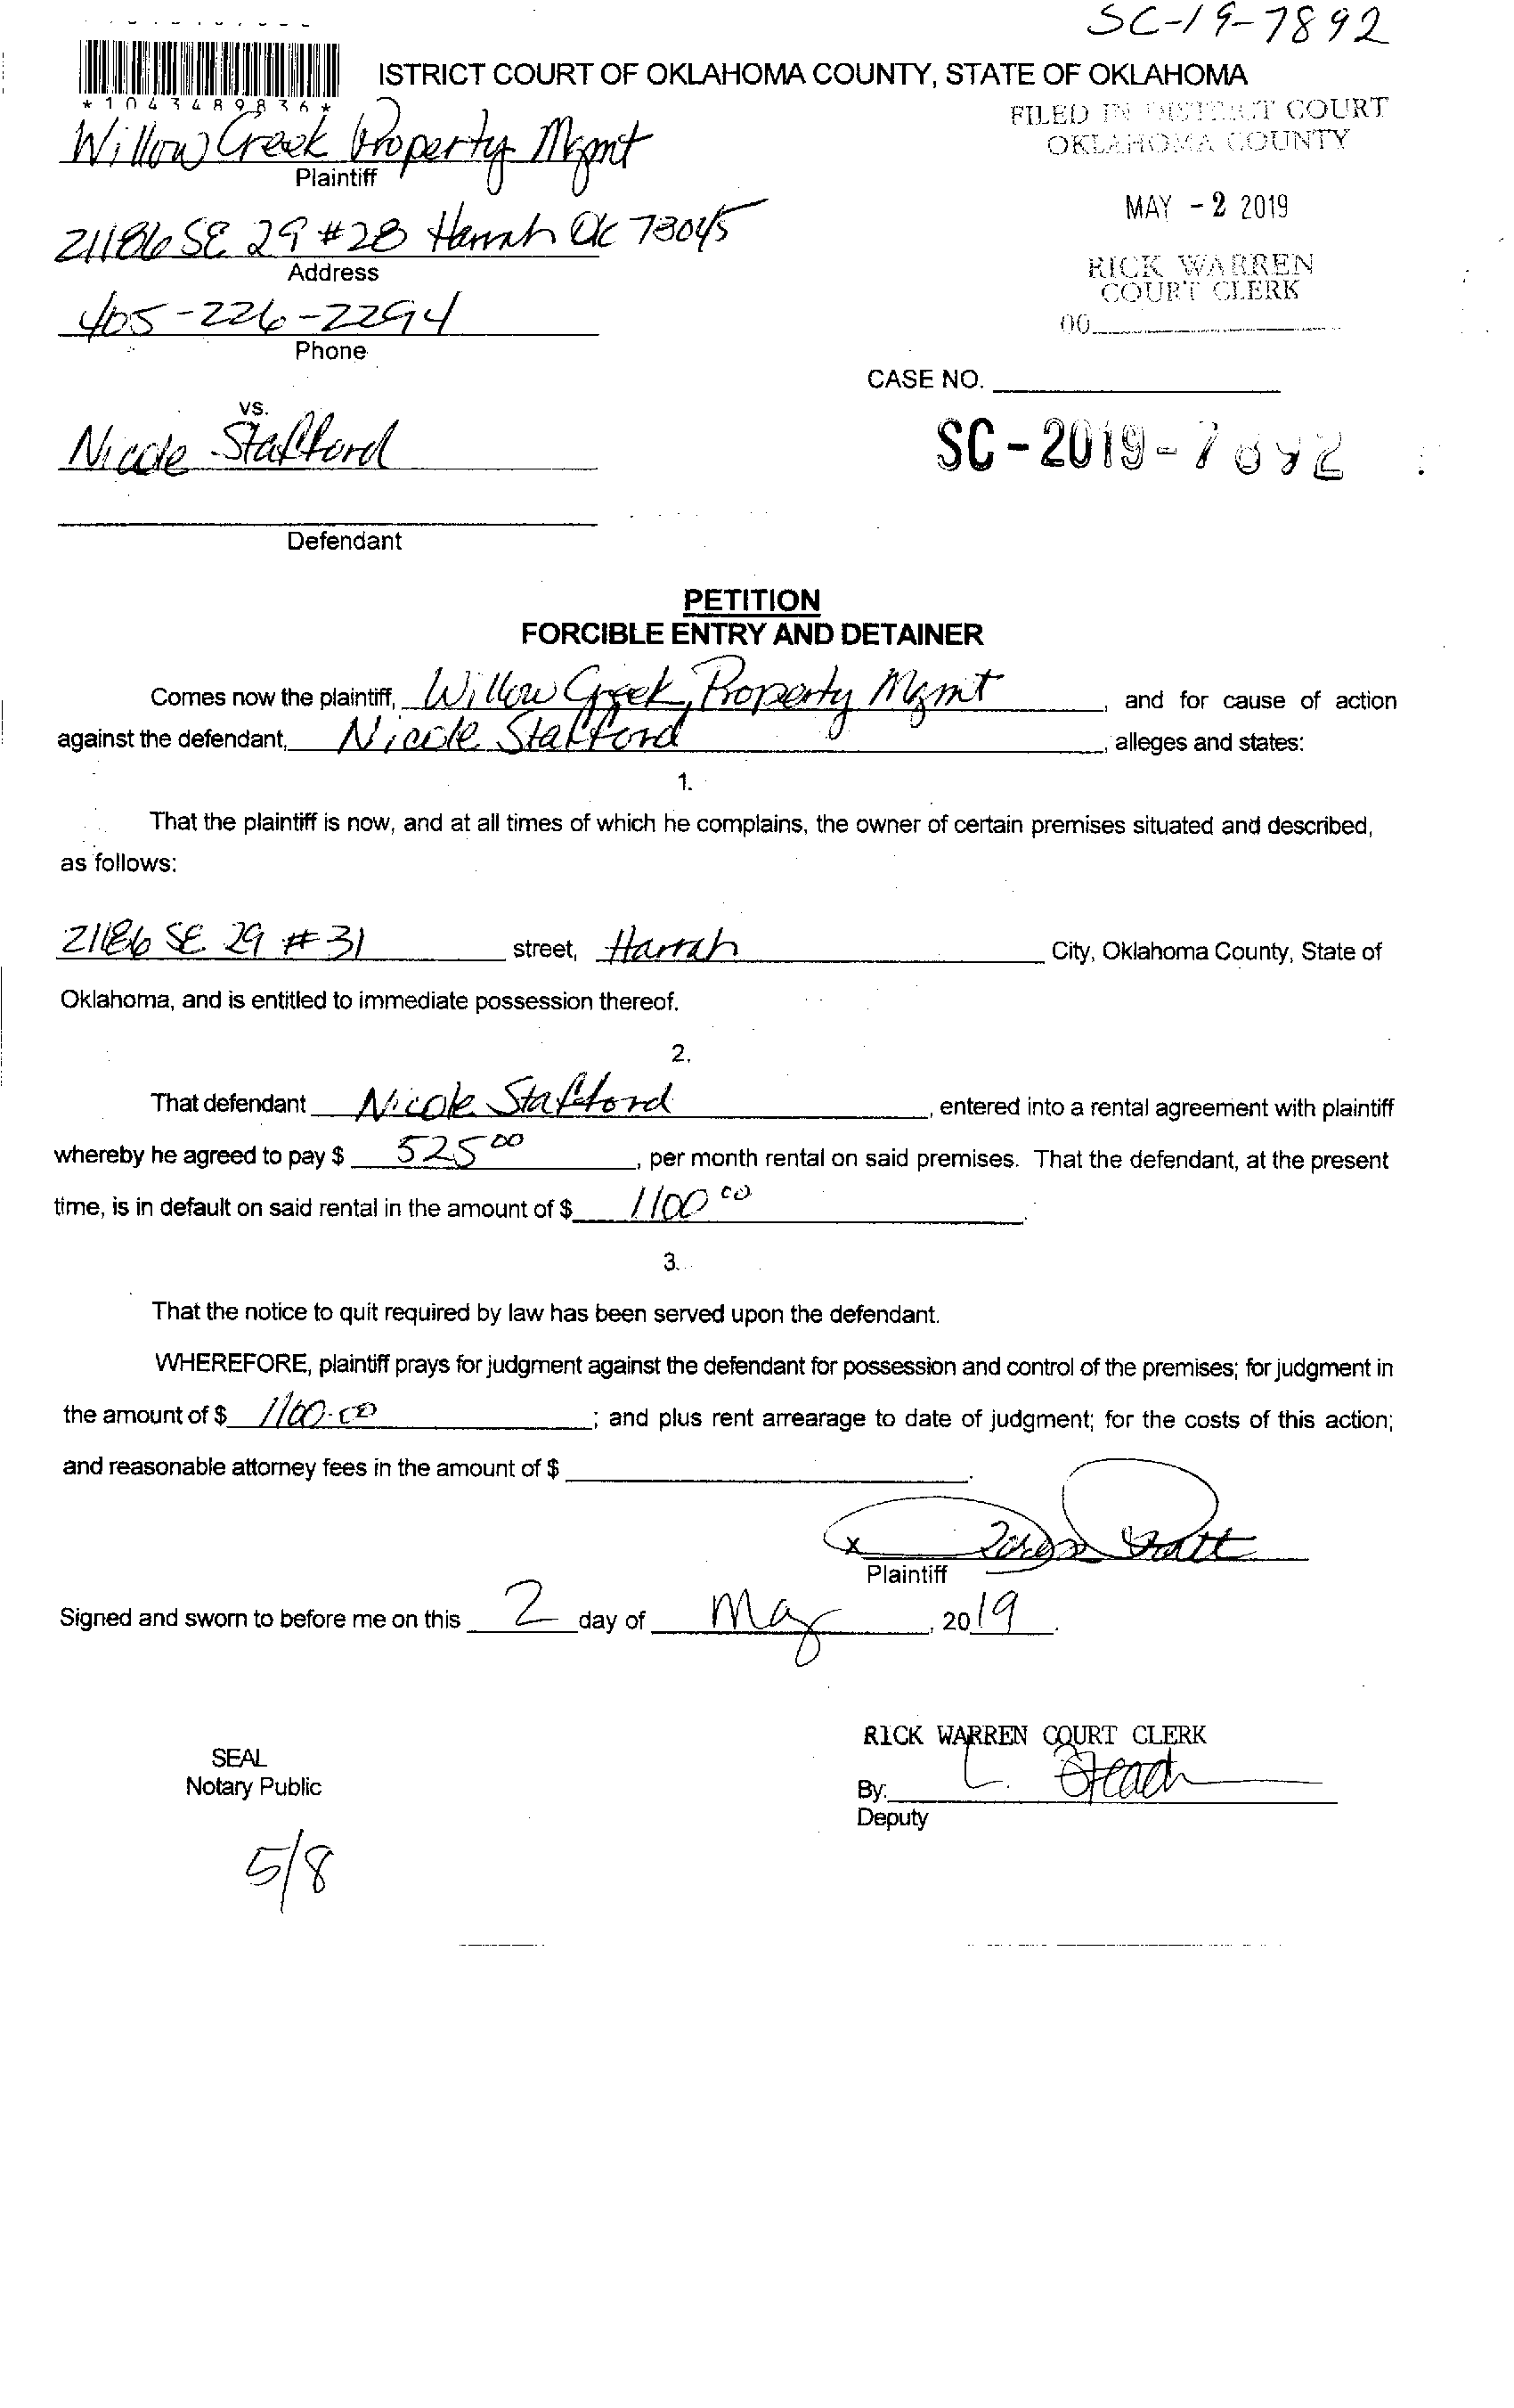 SC-19-7892
ISTRICT COURT OF OKLAHOMA COUNTY, STATE OF OKLAHOMA
*1043489836*
FILED IN DISTRICT COURT
OKLAHOMA COUNTY
Willow Creek Property Mgmt
Plaintiff
MAY - 2 2019
21186 SE 29 #28 Harrah OK 73045
Address
RICK WARREN
COURT CLERK
405-226-2294
Phone
CASE NO.
vs.
Nicole Stafford
SC - 2019 - 7892
Defendant
PETITION
FORCIBLE ENTRY AND DETAINER
Comes now the plaintiff, Willow Creek Property Mgmt, and for cause of action
against the defendant, Nicole Stafford, alleges and states:
1.
That the plaintiff is now, and at all times of which he complains, the owner of certain premises situated and described,
as follows:
21186 SE 29 #31 street, Harrah City, Oklahoma County, State of
Oklahoma, and is entitled to immediate possession thereof.
2.
That defendant Nicole Stafford, entered into a rental agreement with plaintiff
whereby he agreed to pay $ 525 00, per month rental on said premises. That the defendant, at the present
time, is in default on said rental in the amount of $ 1100 00.
3.
That the notice to quit required by law has been served upon the defendant.
WHEREFORE, plaintiff prays for judgment against the defendant for possession and control of the premises; for judgment in
the amount of $ 1100.00; and plus rent arrearage to date of judgment; for the costs of this action;
and reasonable attorney fees in the amount of $ .
x
Plaintiff
Signed and sworn to before me on this 2 day of May, 2019.
RICK WARREN COURT CLERK
SEAL
Notary Public
By:
Deputy
5/8